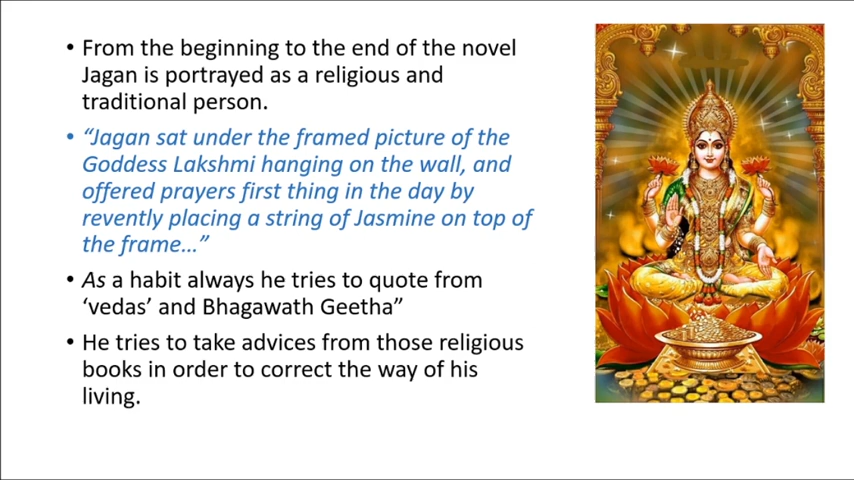 • From the beginning to the end of the novel
Jagan is portrayed as a religious and
traditional person.
• “Jagan sat under the framed picture of the
Goddess Lakshmi hanging on the wall, and
offered prayers first thing in the day by
revently placing a string of Jasmine on top of
the frame…”
• As a habit always he tries to quote from
‘vedas’ and Bhagawath Geetha”
• He tries to take advices from those religious
books in order to correct the way of his
living.